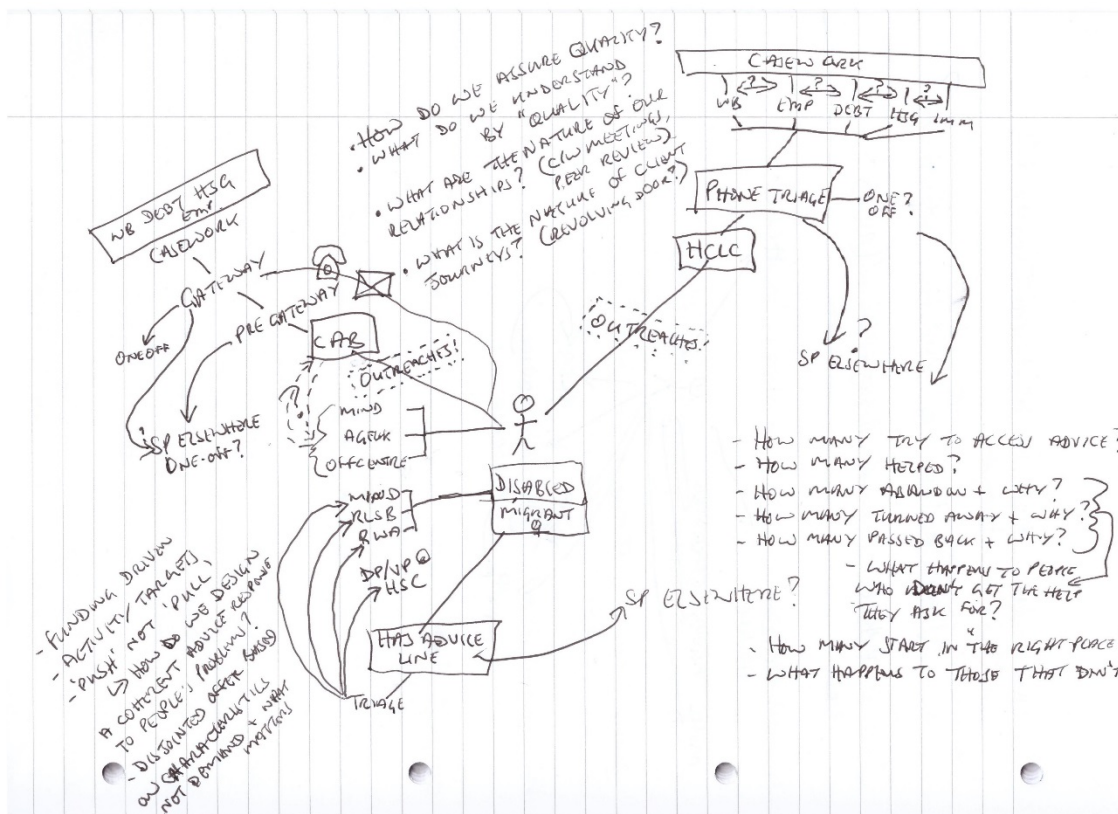 • HOW DO WE ASSURE QUALITY?
• WHAT DO WE UNDERSTAND
BY "QUALITY"?
• WHAT ARE THE NATURE OF OUR
RELATIONSHIPS? (C/W MEETINGS,
PEER REVIEW)
• WHAT IS THE NATURE OF CLIENT
JOURNEYS? (REVOLVING DOOR?)
CASEWORK
? ? ? ?
WB EMP DEBT HSG IMM
PHONE TRIAGE
ONE?
OFF
HCLC
OUTREACHES!
?
SP ELSEWHERE
WB DEBT HSG
EMP
CASEWORK
GATEWAY
PRE GATEWAY
ONEOFF
CAB
OUTREACHES!
?
SP ELSEWHERE
ONE-OFF?
?
MIND
AGEUK
OFFCENTRE
DISABLED
MIGRANT
MIND
RLSB
RWA
DP/VP
HSC
HAS ADVICE
LINE
TRIAGE
SP ELSEWHERE?
- FUNDING DRIVEN
- ACTIVITY TARGETS
- 'PUSH' NOT 'PULL'
↳ HOW DO WE DESIGN
A COHERENT ADVICE RESPONSE
TO PEOPLE'S PROBLEMS?
- DISJOINTED OFFER BASED
ON CHARACTERISTICS
NOT DEMAND + WHAT
MATTERS
- HOW MANY TRY TO ACCESS ADVICE?
- HOW MANY HELPED?
- HOW MANY ABANDON + WHY?
- HOW MANY TURNED AWAY + WHY?
- HOW MANY PASSED BACK + WHY?
- WHAT HAPPENS TO PEOPLE
WHO DON'T GET THE HELP
THEY ASK FOR?
- HOW MANY START IN THE RIGHT PLACE
- WHAT HAPPENS TO THOSE THAT DON'T